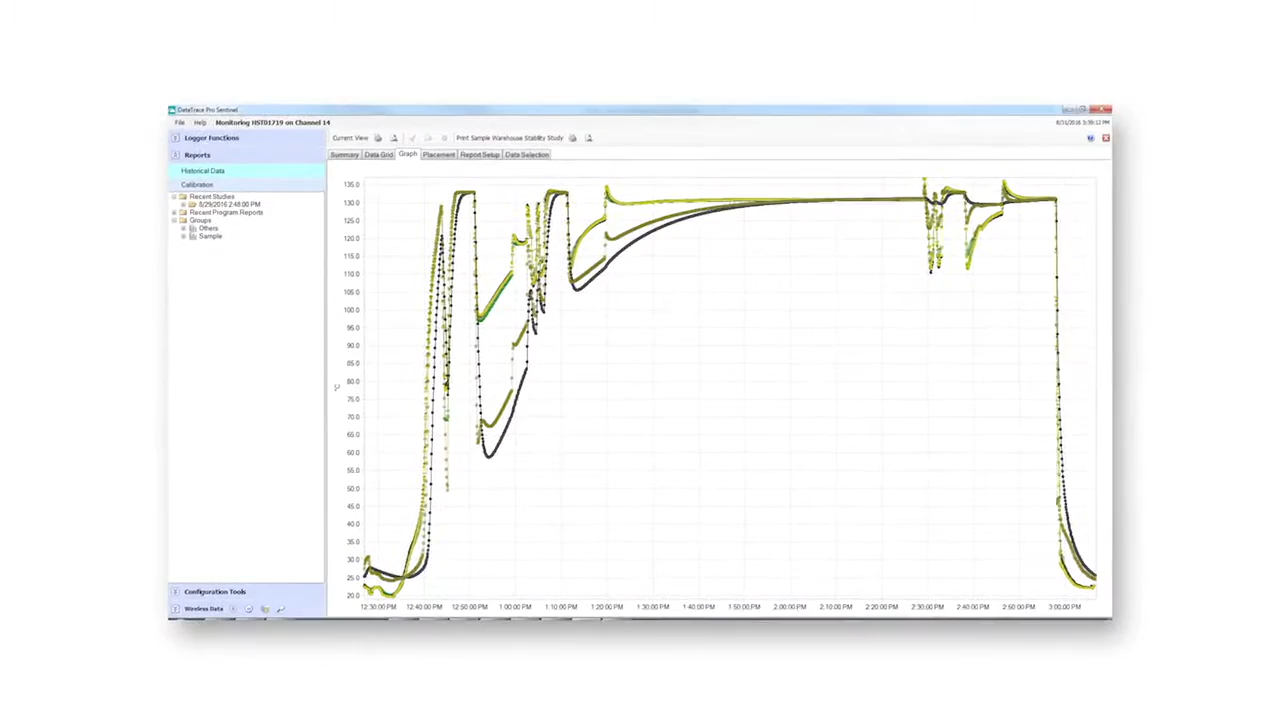 DataTrace Pro Sentinel
File Help Monitoring HSTD1719 on Channel 14
8/31/2016 3:39:12 PM
Logger Functions
Reports
Historical Data
Calibration
Recent Studies
8/29/2016 2:48:00 PM
Recent Program Reports
Groups
Others
Sample
Configuration Tools
Wireless Data
Current View Print Sample Warehouse Stability Study
Summary Data Grid Graph Placement Report Setup Data Selection
135.0
130.0
120.0
115.0
110.0
105.0
100.0
95.0
90.0
85.0
80.0
75.0
70.0
65.0
60.0
55.0
50.0
45.0
40.0
35.0
30.0
25.0
20.0
°C
12:30:00 PM 12:40:00 PM 12:50:00 PM 1:00:00 PM 1:10:00 PM 1:20:00 PM 1:30:00 PM 1:40:00 PM 1:50:00 PM 2:00:00 PM 2:10:00 PM 2:20:00 PM 2:30:00 PM 2:40:00 PM 2:50:00 PM 3:00:00 PM